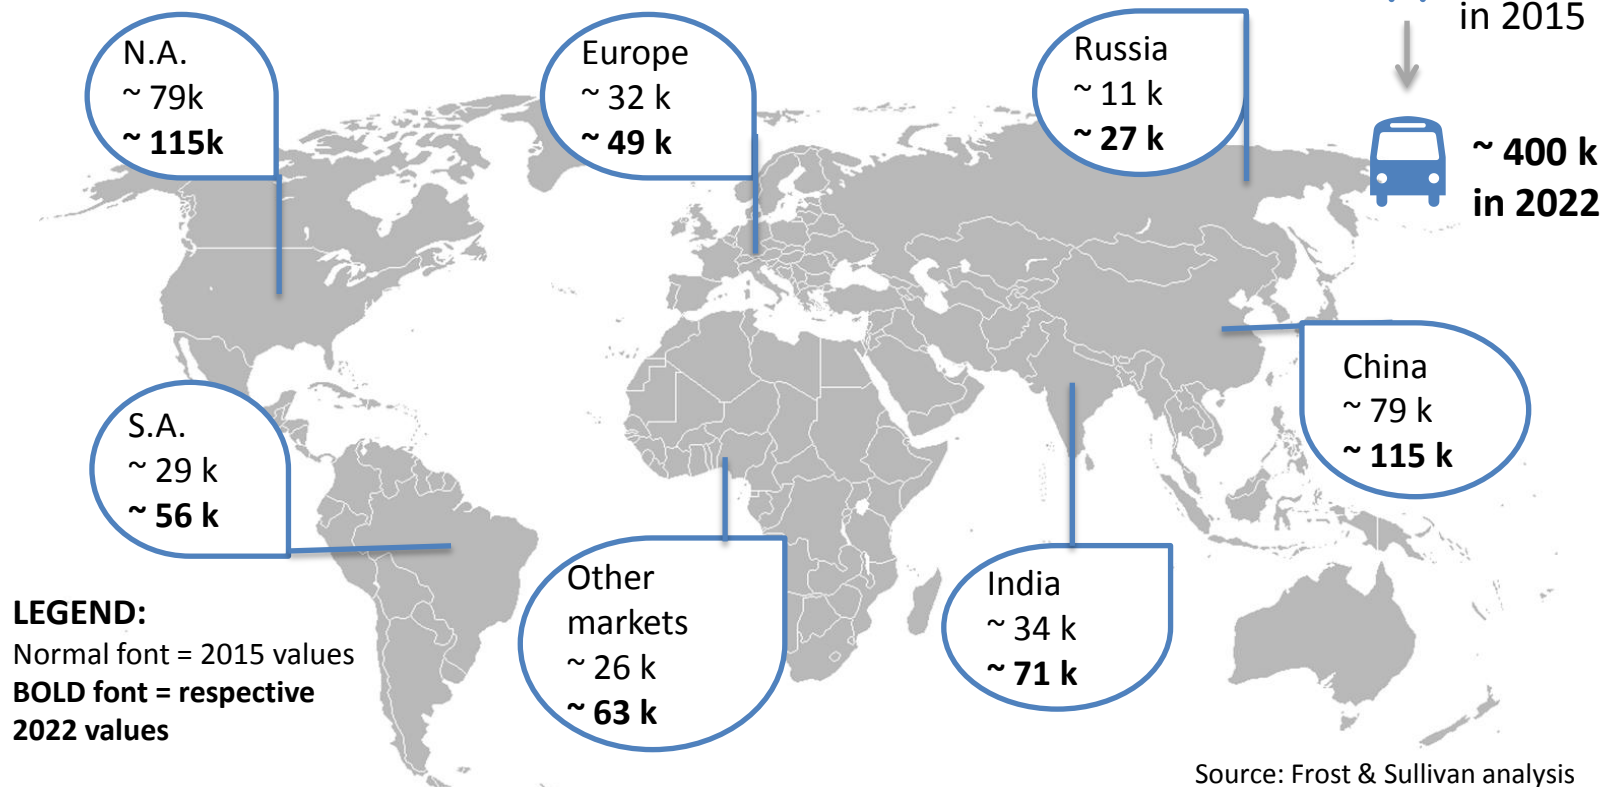 in 2015
~ 400 k
in 2022
N.A.
~ 79k
~ 115k
Europe
~ 32 k
~ 49 k
Russia
~ 11 k
~ 27 k
China
~ 79 k
~ 115 k
S.A.
~ 29 k
~ 56 k
Other
markets
~ 26 k
~ 63 k
India
~ 34 k
~ 71 k
LEGEND:
Normal font = 2015 values
BOLD font = respective
2022 values
Source: Frost & Sullivan analysis